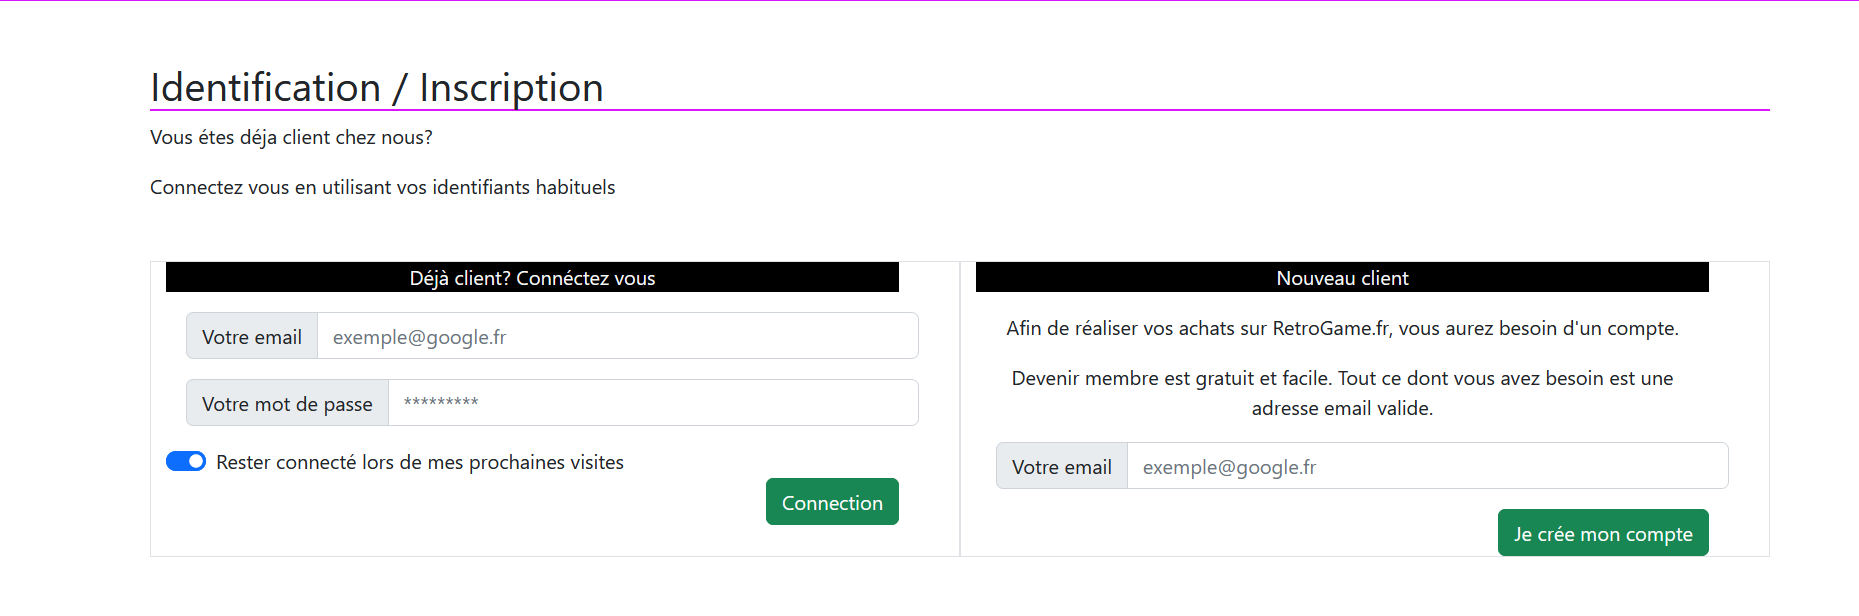 Identification / Inscription
Vous étes déja client chez nous?
Connectez vous en utilisant vos identifiants habituels
Déjà client? Connéctez vous
Votre email exemple@google.fr
Votre mot de passe *********
Rester connecté lors de mes prochaines visites
Connection
Nouveau client
Afin de réaliser vos achats sur RetroGame.fr, vous aurez besoin d'un compte.
Devenir membre est gratuit et facile. Tout ce dont vous avez besoin est une
adresse email valide.
Votre email exemple@google.fr
Je crée mon compte